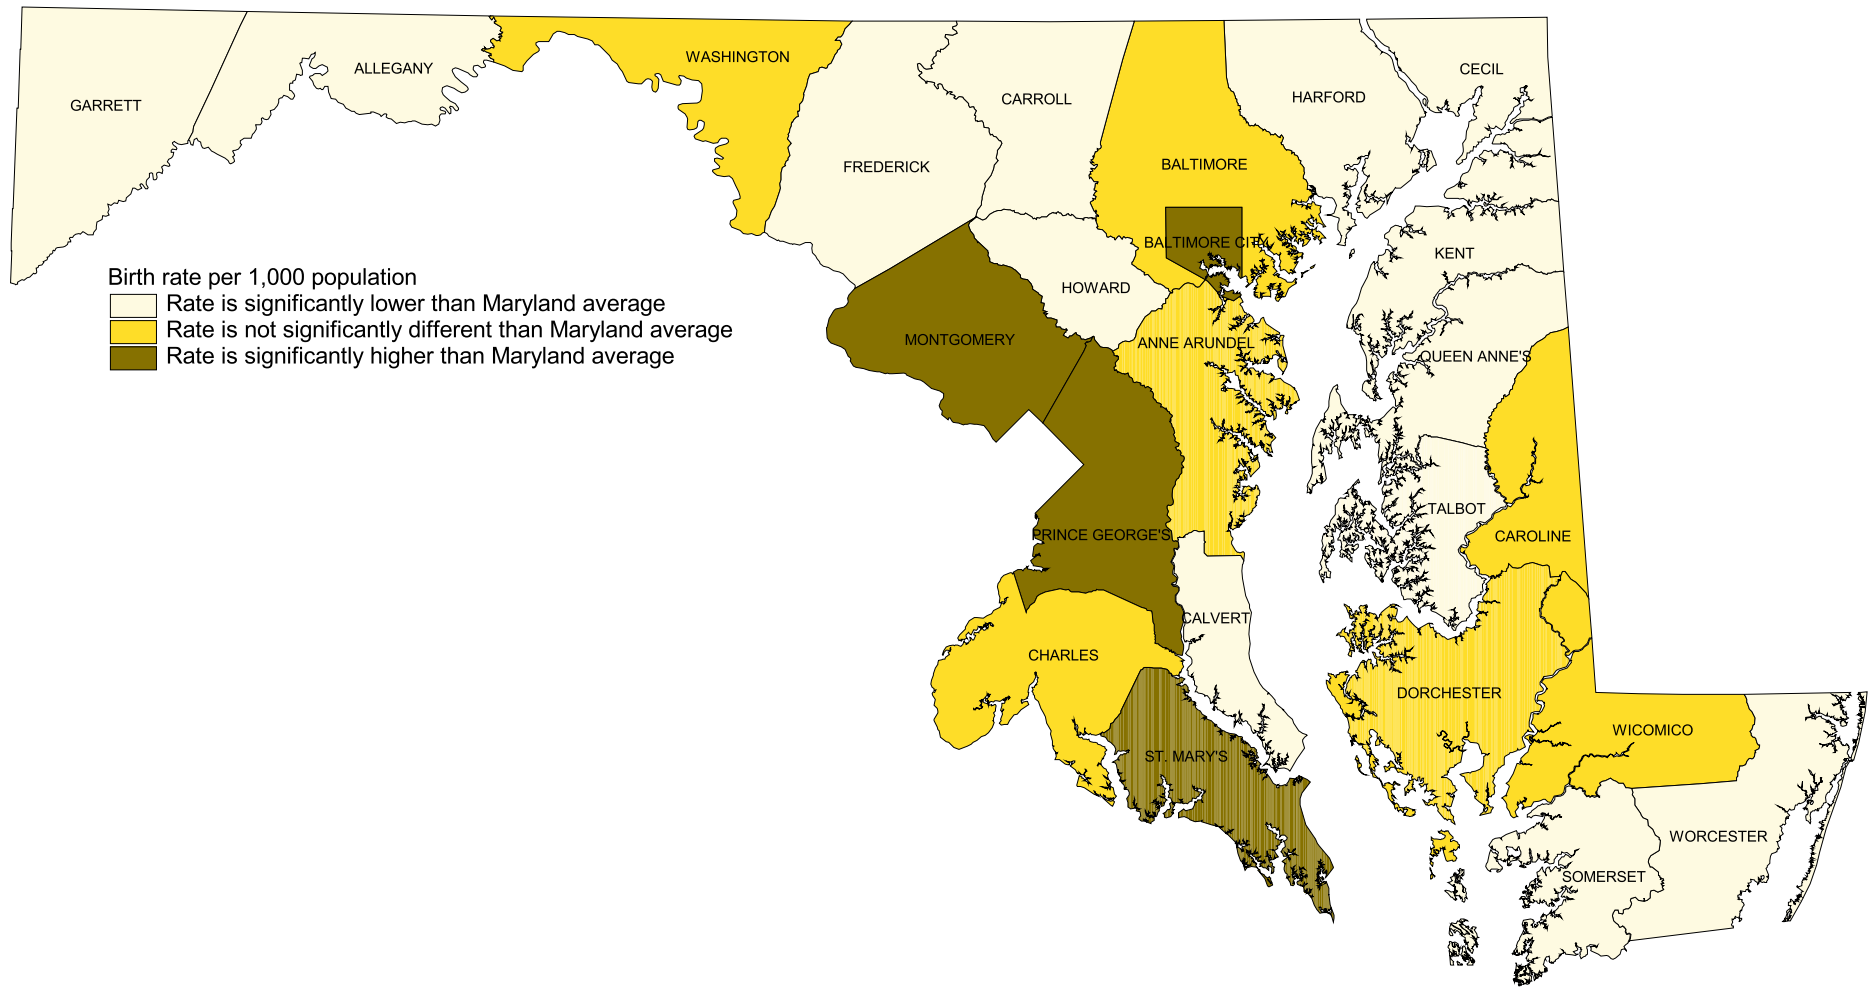 WASHINGTON
ALLEGANY
CECIL
GARRETT
CARROLL
HARFORD
FREDERICK
BALTIMORE
BALTIMORE CITY
KENT
Birth rate per 1,000 population
Rate is significantly lower than Maryland average
Rate is not significantly different than Maryland average
Rate is significantly higher than Maryland average
HOWARD
MONTGOMERY
ANNE ARUNDEL
QUEEN ANNE'S
TALBOT
PRINCE GEORGE'S
CAROLINE
CALVERT
CHARLES
DORCHESTER
WICOMICO
ST. MARY'S
WORCESTER
SOMERSET